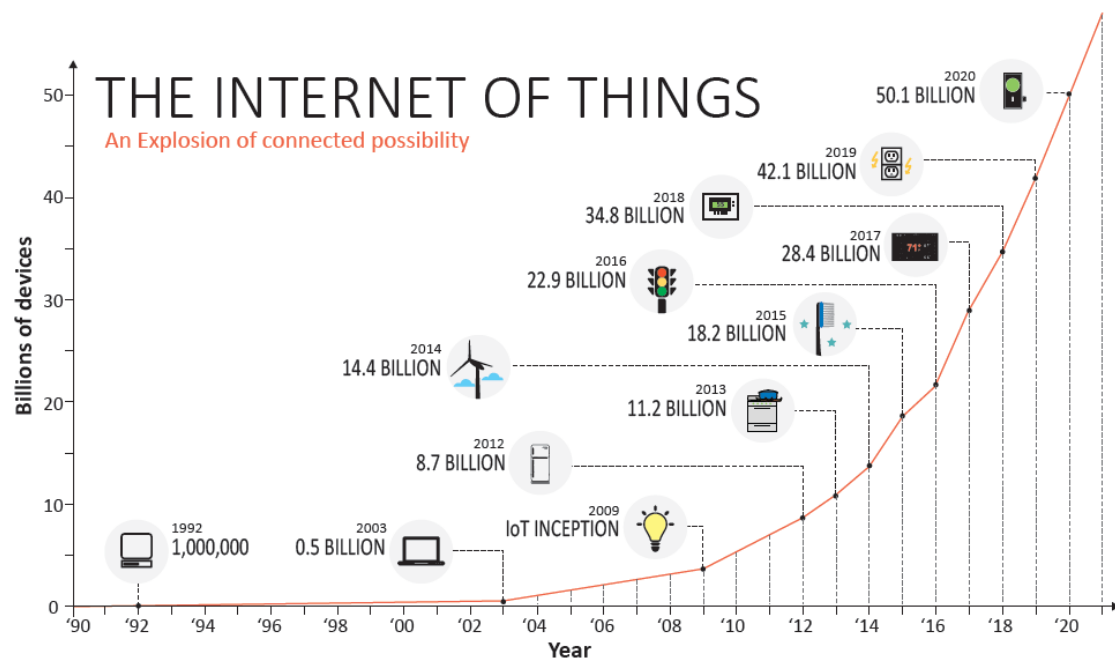 THE INTERNET OF THINGS
An Explosion of connected possibility
Billions of devices
50
40
30
20
10
0
1992
1,000,000
2003
0.5 BILLION
2009
IoT INCEPTION
2012
8.7 BILLION
2013
11.2 BILLION
2014
14.4 BILLION
2015
18.2 BILLION
2016
22.9 BILLION
2017
28.4 BILLION
71°
2018
34.8 BILLION
2019
42.1 BILLION
2020
50.1 BILLION
‘90 ‘92 ‘94 ‘96 ‘98 ‘00 ‘02 ‘04 ‘06 ‘08 ‘10 ‘12 ‘14 ‘16 ‘18 ‘20
Year